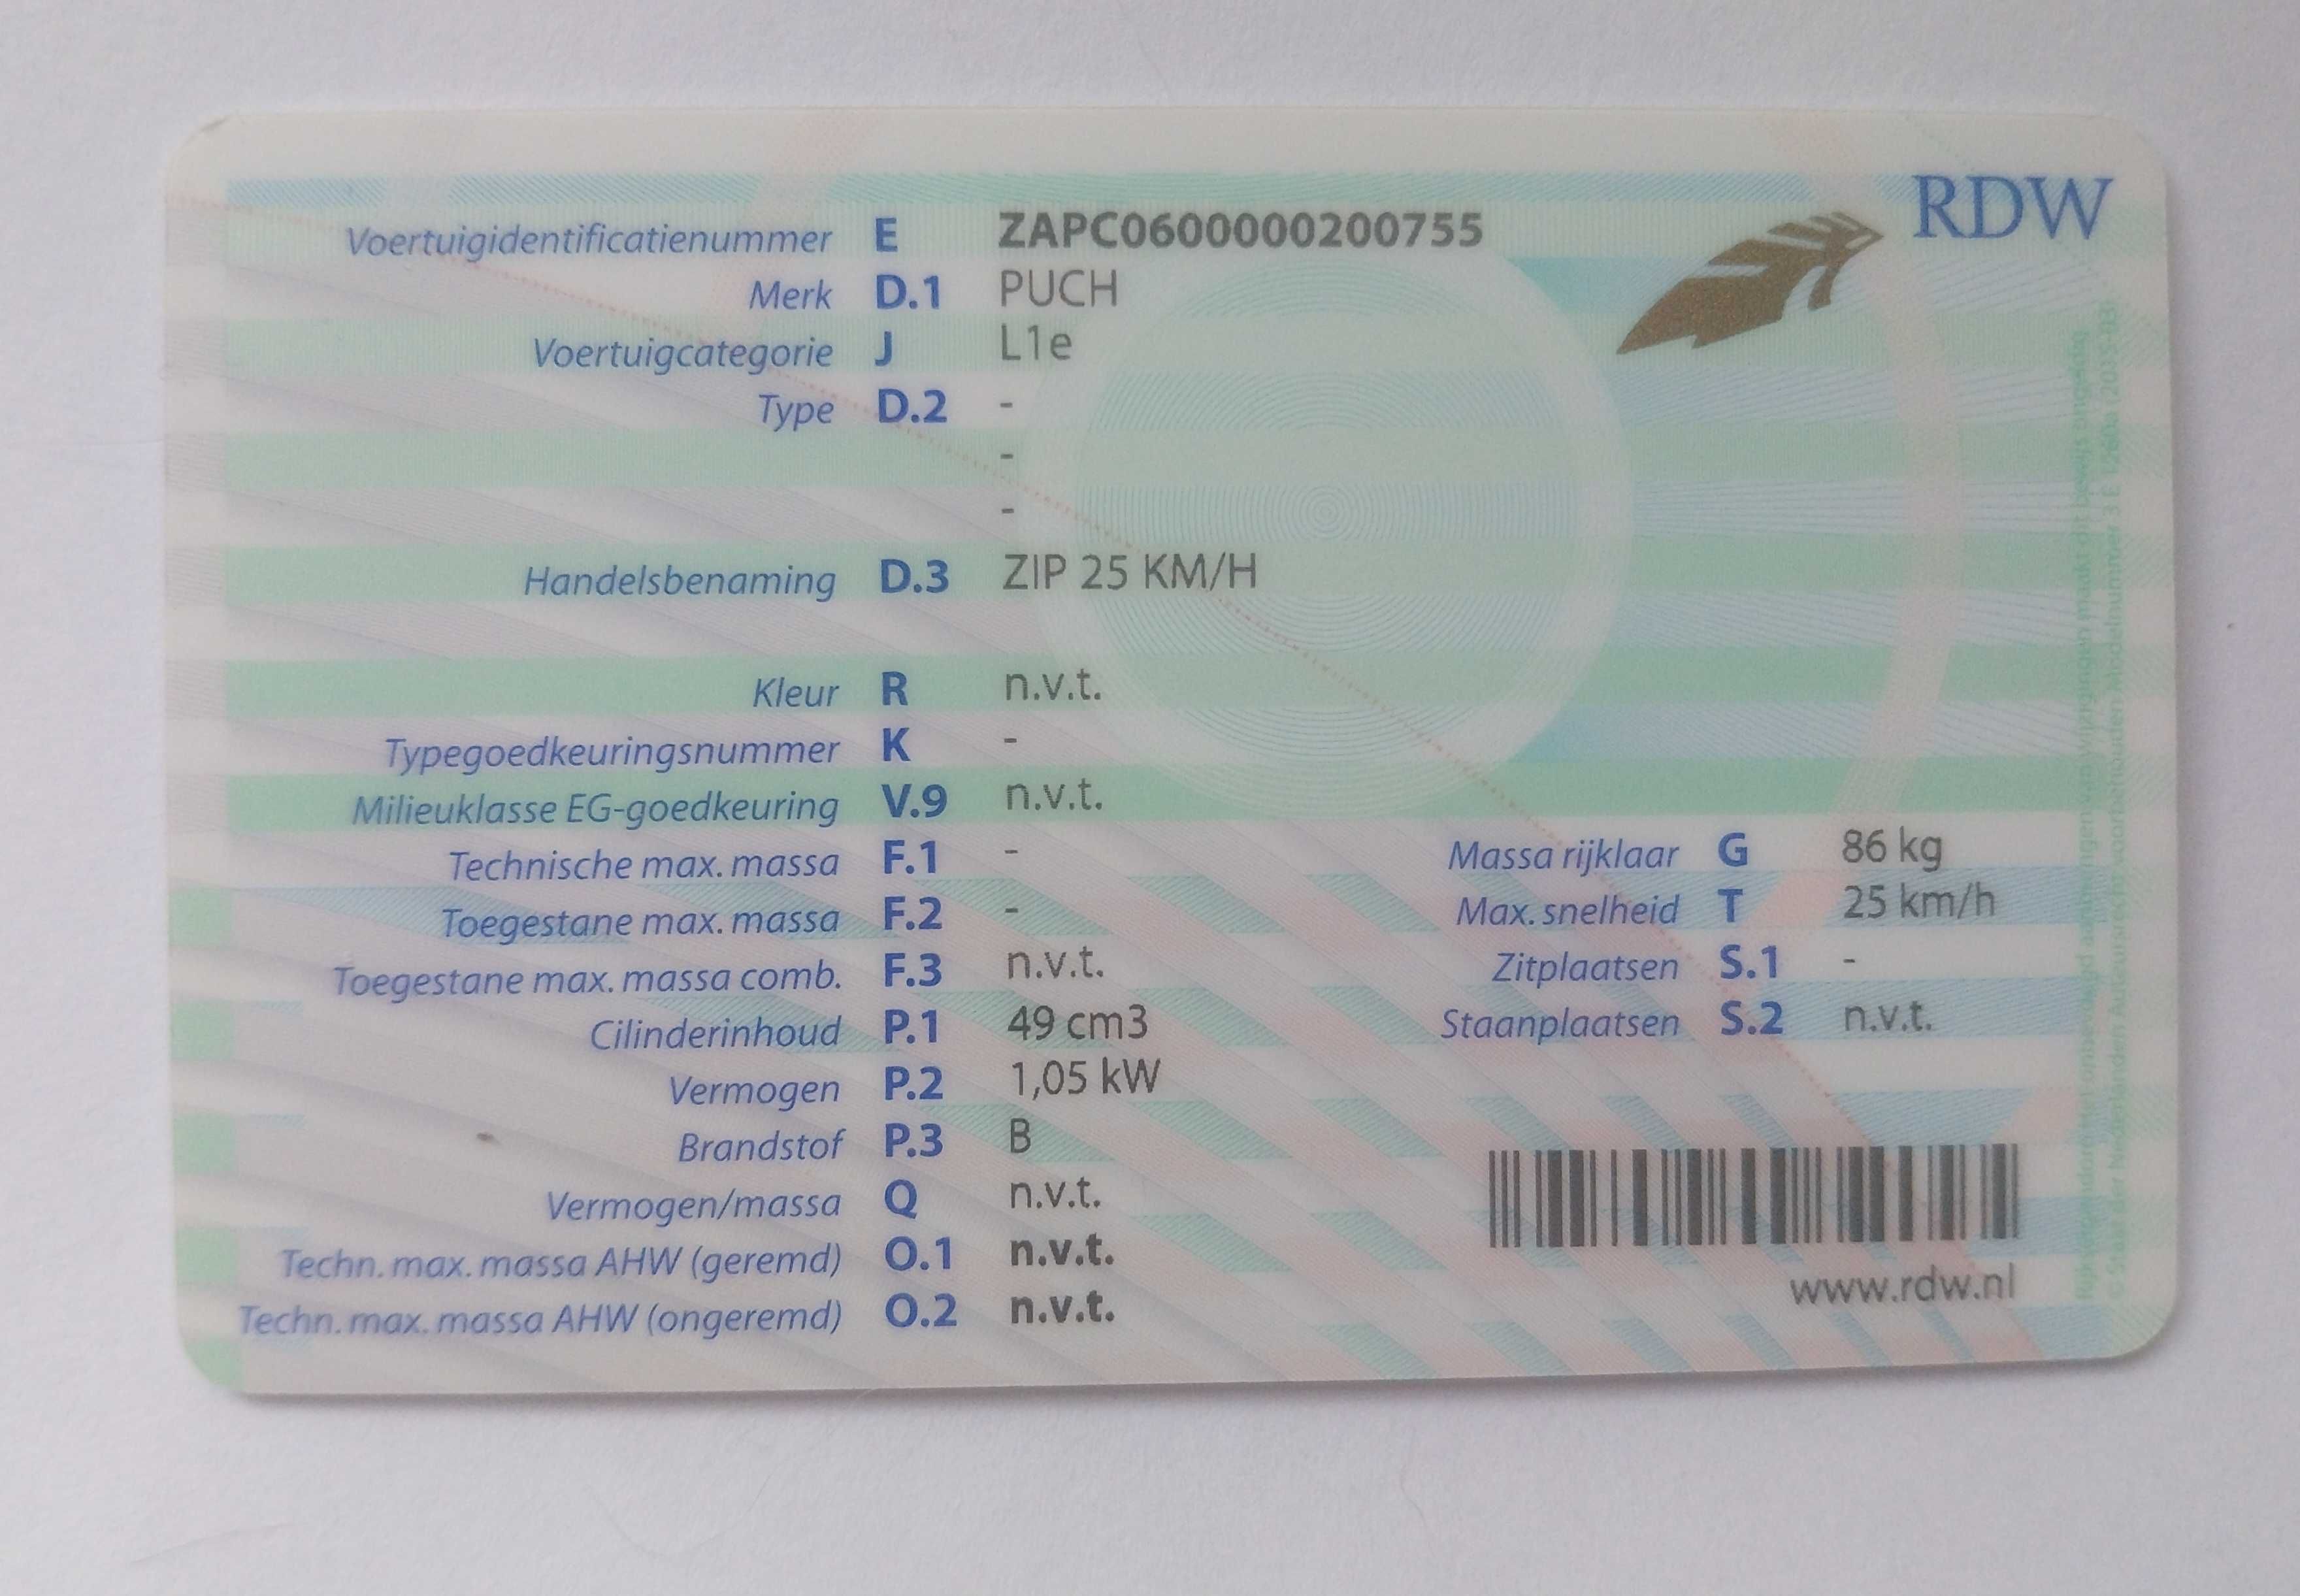 RDW
Voertuigidentificatienummer E ZAPC0600000200755
Merk D.1 PUCH
Voertuigcategorie J L1e
Type D.2 -
-
-
Handelsbenaming D.3 ZIP 25 KM/H
Kleur R n.v.t.
Typegoedkeuringsnummer K -
Milieuklasse EG-goedkeuring V.9 n.v.t.
Technische max. massa F.1 -
Toegestane max. massa F.2 -
Toegestane max. massa comb. F.3 n.v.t.
Cilinderinhoud P.1 49 cm3
Vermogen P.2 1,05 kW
Brandstof P.3 B
Vermogen/massa Q n.v.t.
Techn. max. massa AHW (geremd) O.1 n.v.t.
Techn. max. massa AHW (ongeremd) O.2 n.v.t.
Massa rijklaar G 86 kg
Max. snelheid T 25 km/h
Zitplaatsen S.1 -
Staanplaatsen S.2 n.v.t.
www.rdw.nl